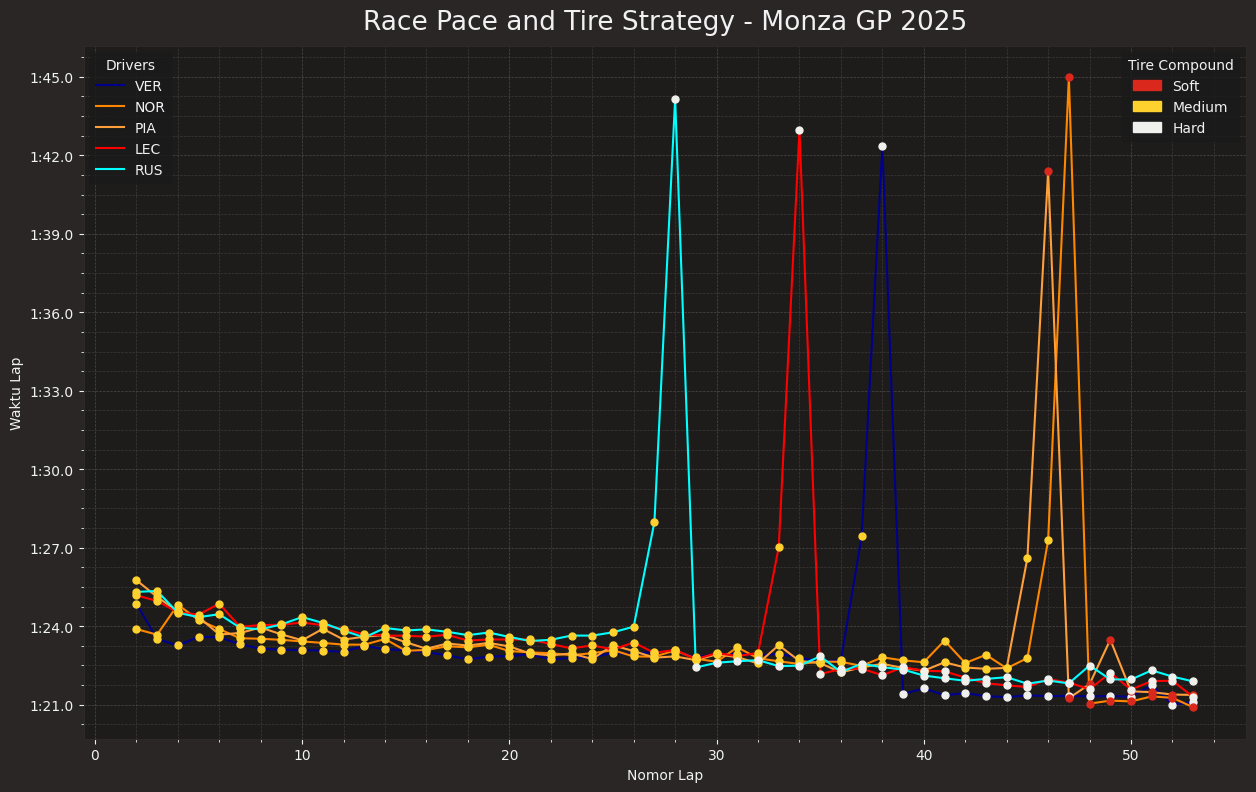 Race Pace and Tire Strategy - Monza GP 2025
Drivers
VER
NOR
PIA
LEC
RUS
Tire Compound
Soft
Medium
Hard
1:45.0
1:42.0
1:39.0
1:36.0
1:33.0
1:30.0
1:27.0
1:24.0
1:21.0
Waktu Lap
0 10 20 30 40 50
Nomor Lap